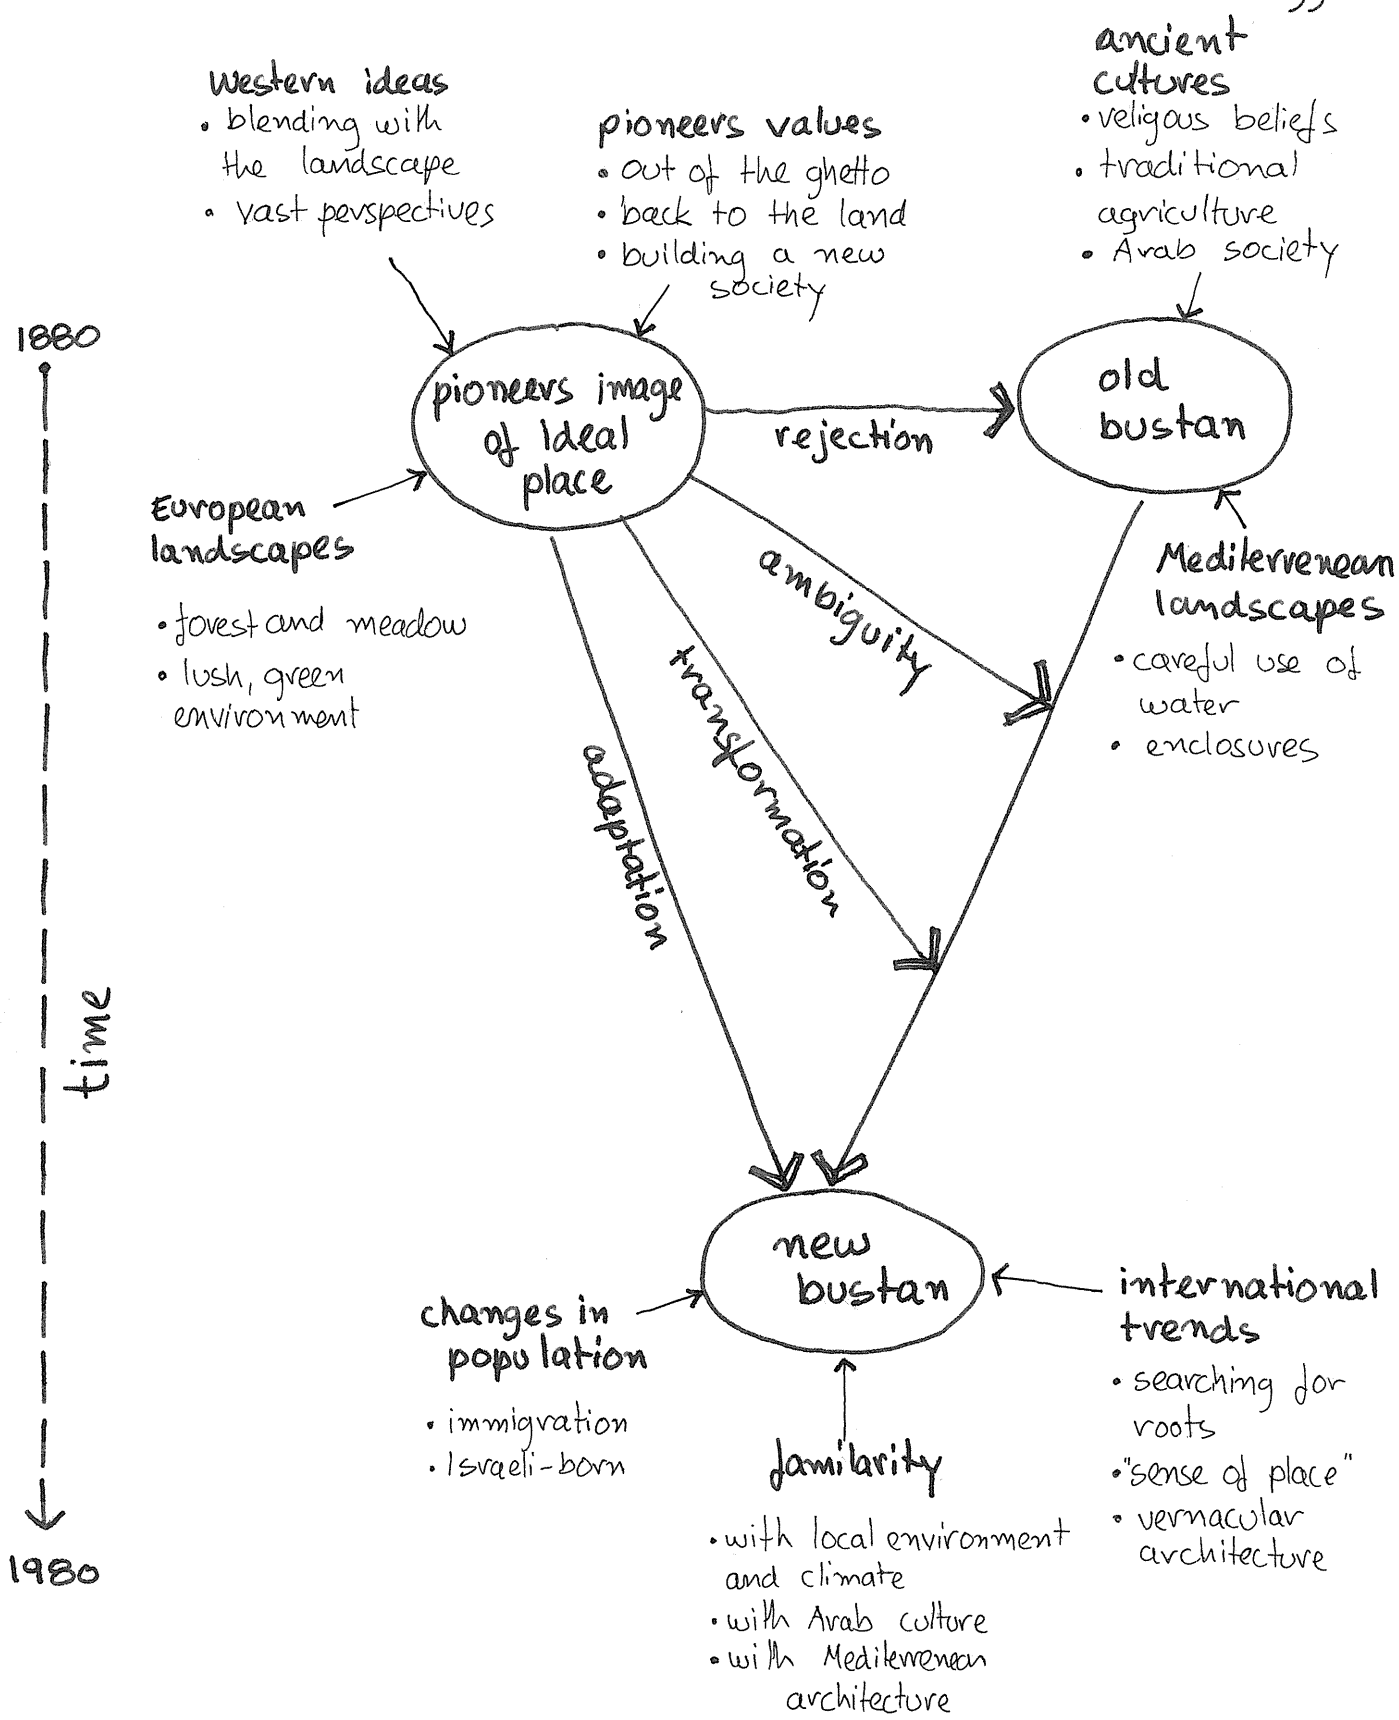 Western ideas
• blending with
the landscape
• vast perspectives
pioneers values
• out of the ghetto
• back to the land
• building a new
society
ancient
cultures
• religous beliefs
• traditional
agriculture
• Arab society
1880
pioneers image
of Ideal
place
rejection
old
bustan
European
landscapes
• forest and meadow
• lush, green
environment
ambiguity
transformation
adaptation
Mediterrenean
landscapes
• careful use of
water
• enclosures
time
new
bustan
changes in
population
• immigration
• Israeli-born
familarity
• with local environment
and climate
• with Arab culture
• with Mediterrenean
architecture
international
trends
• searching for
roots
• "sense of place"
• vernacular
architecture
1980